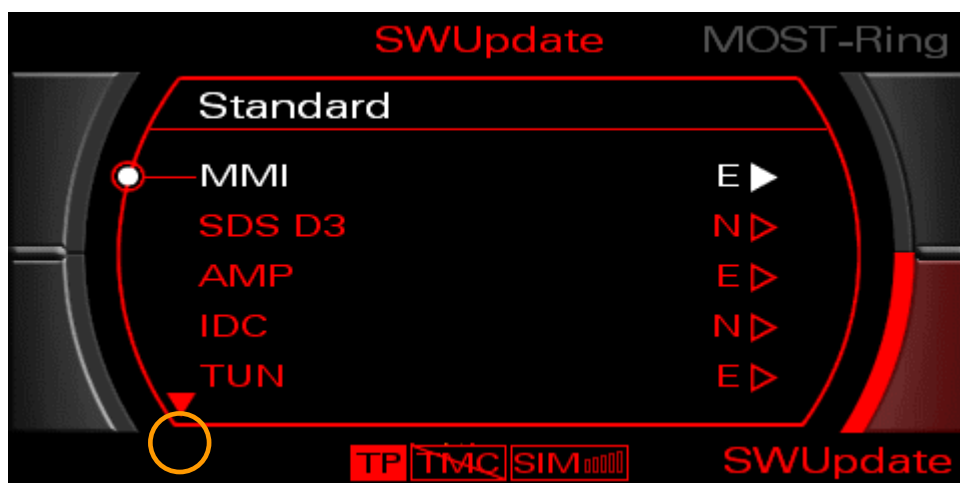 SWUpdate MOST-Ring
Standard
MMI E
SDS D3 N
AMP E
IDC N
TUN E
TP TMC SIM SWUpdate